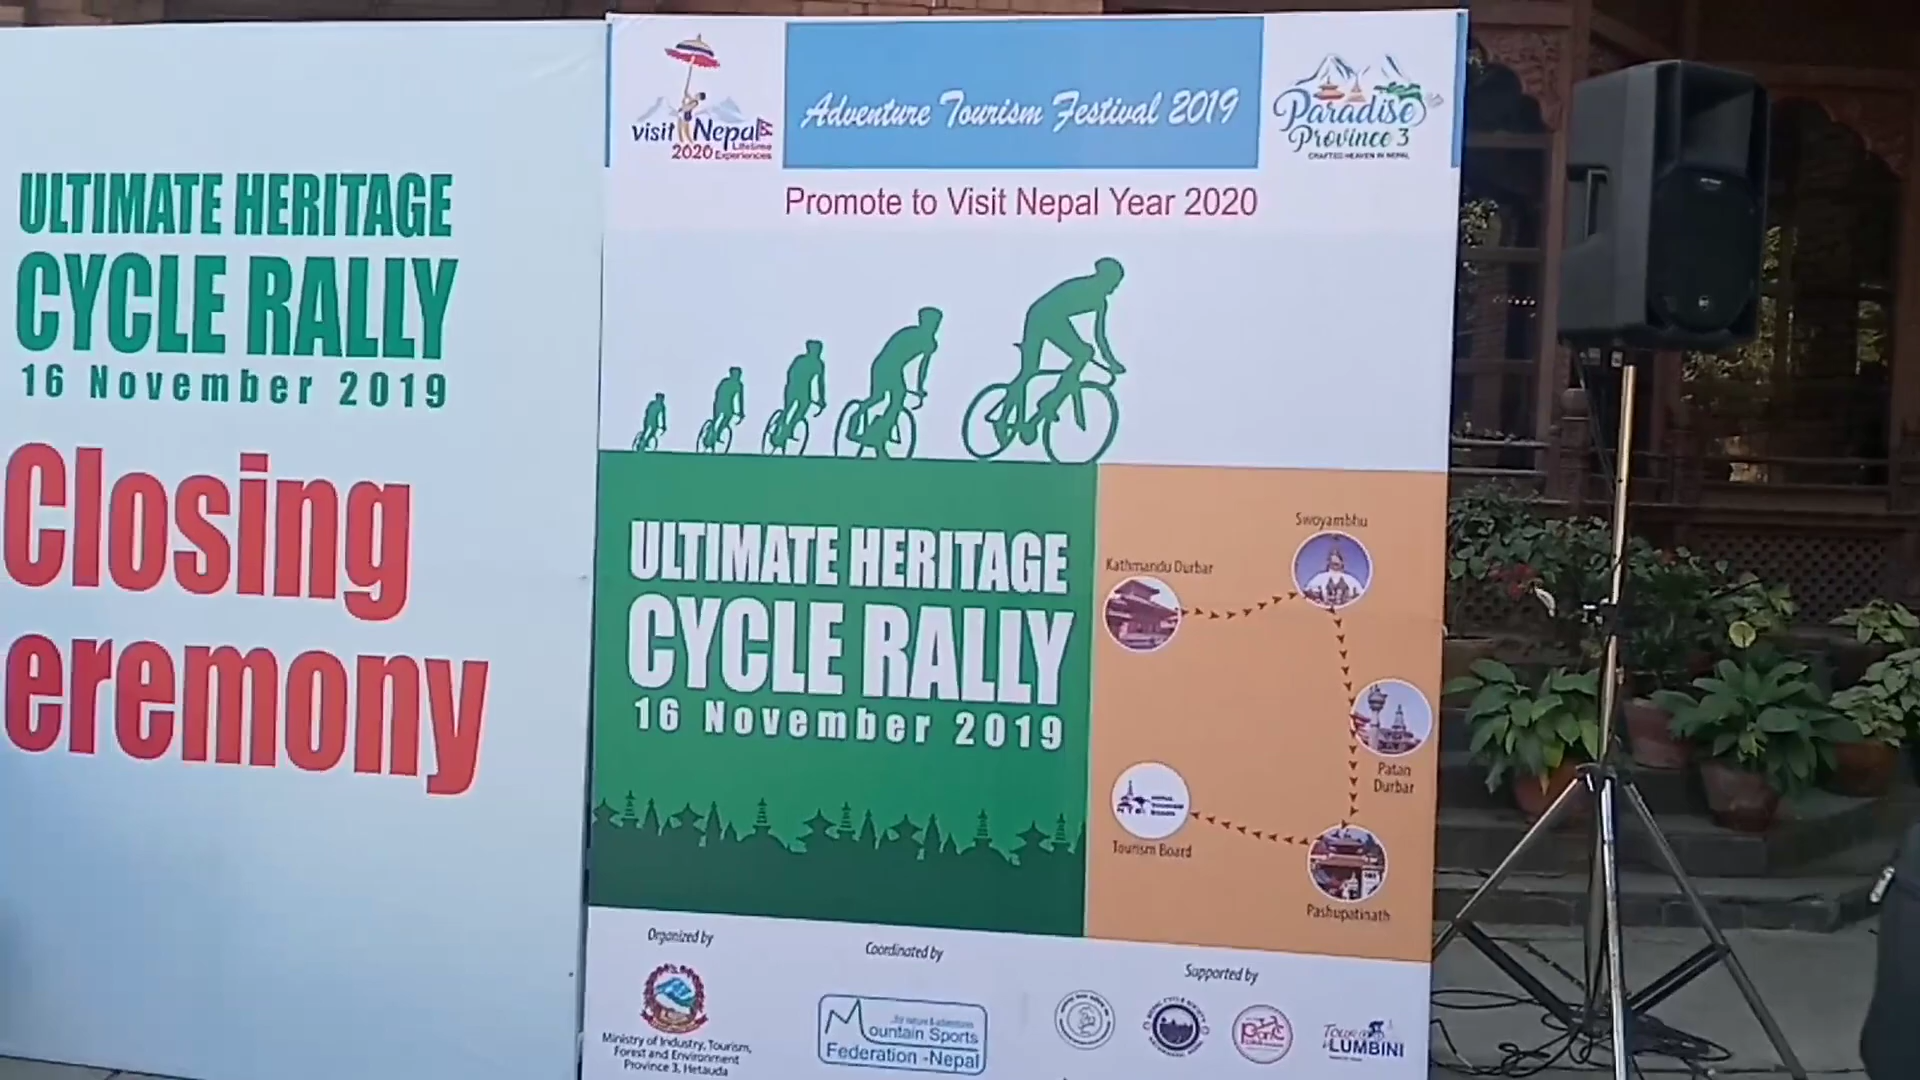 ULTIMATE HERITAGE
CYCLE RALLY
16 November 2019
Closing
eremony
visit Nepal
Lifetime
2020 Experiences
Adventure Tourism Festival 2019
Paradise
Province 3
CRAFTED HEAVEN IN NEPAL
Promote to Visit Nepal Year 2020
ULTIMATE HERITAGE
CYCLE RALLY
16 November 2019
Swoyambhu
Kathmandu Durbar
Patan
Durbar
Tourism Board
Pashupatinath
Organized by
Ministry of Industry, Tourism,
Forest and Environment
Province 3, Hetauda
Coordinated by
Mountain Sports
Federation -Nepal
Supported by
LUMBINI